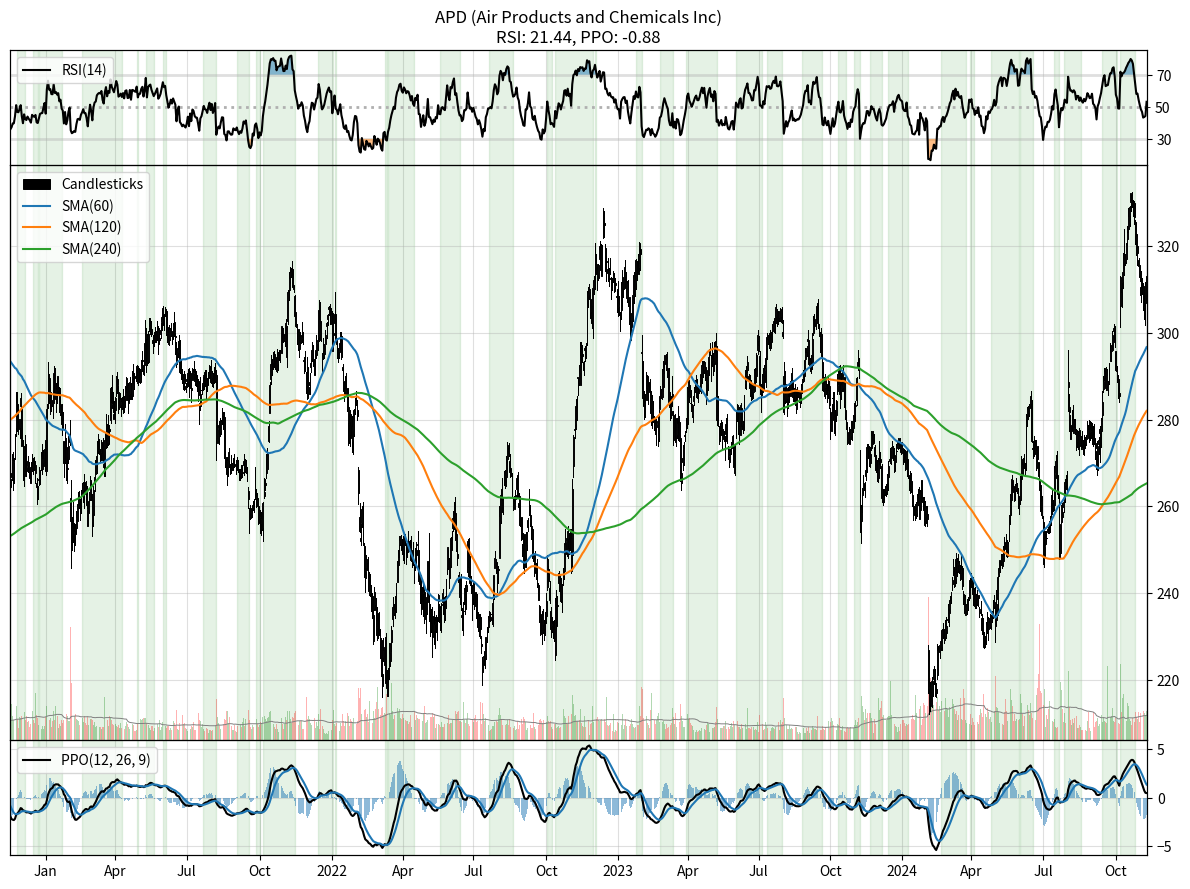 APD (Air Products and Chemicals Inc)
RSI: 21.44, PPO: -0.88
RSI(14)
70
50
30
Candlesticks
SMA(60)
SMA(120)
SMA(240)
320
300
280
260
240
220
PPO(12, 26, 9)
5
0
−5
Jan Apr Jul Oct 2022 Apr Jul Oct 2023 Apr Jul Oct 2024 Apr Jul Oct